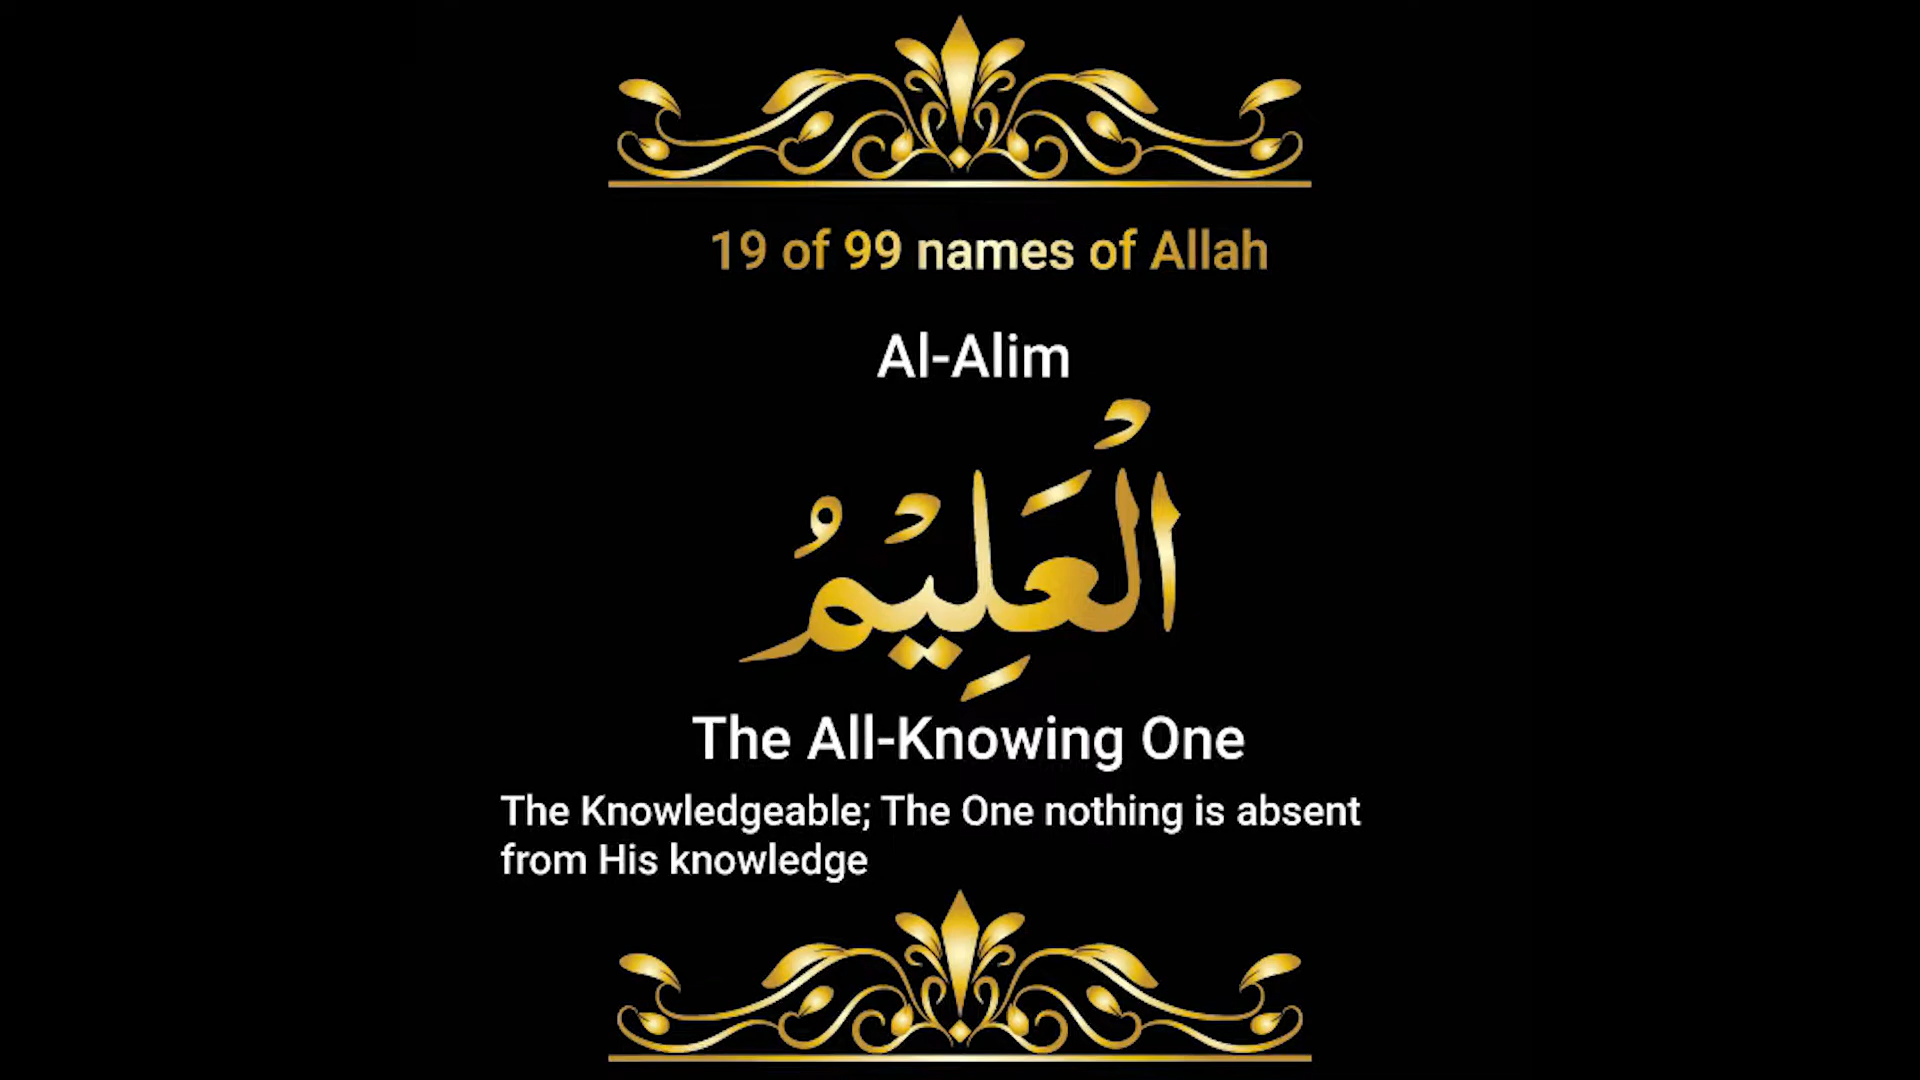 19 of 99 names of Allah
Al-Alim
الْعَلِيْمُ
The All-Knowing One
The Knowledgeable; The One nothing is absent
from His knowledge